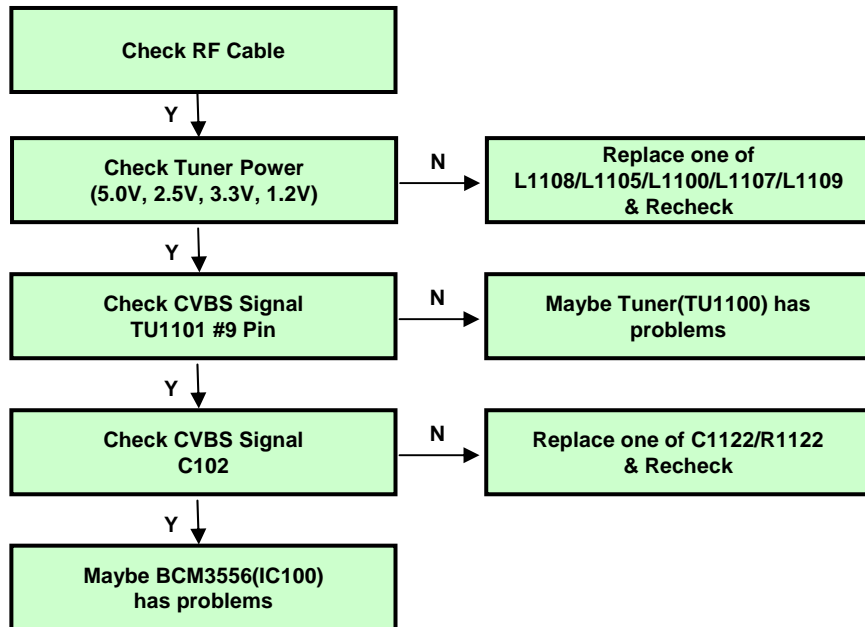 Check RF Cable
Y
Check Tuner Power
(5.0V, 2.5V, 3.3V, 1.2V)
N
Replace one of
L1108/L1105/L1100/L1107/L1109
& Recheck
Y
Check CVBS Signal
TU1101 #9 Pin
N
Maybe Tuner(TU1100) has
problems
Y
Check CVBS Signal
C102
N
Replace one of C1122/R1122
& Recheck
Y
Maybe BCM3556(IC100)
has problems